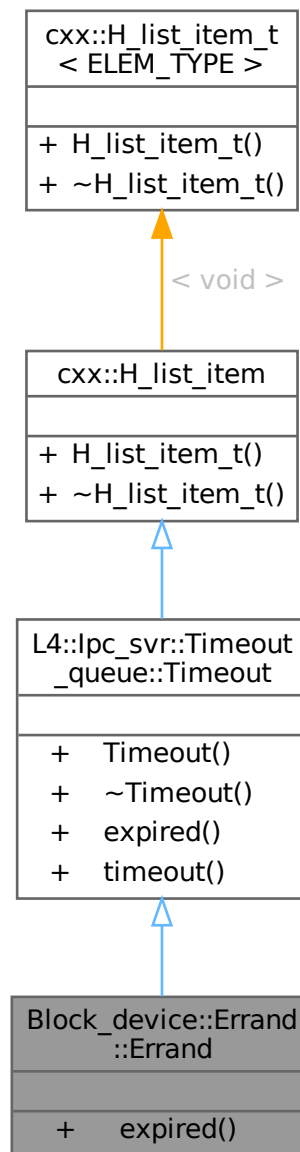 cxx::H_list_item_t
< ELEM_TYPE >
+ H_list_item_t()
+ ~H_list_item_t()
< void >
cxx::H_list_item
+ H_list_item_t()
+ ~H_list_item_t()
L4::Ipc_svr::Timeout
_queue::Timeout
+ Timeout()
+ ~Timeout()
+ expired()
+ timeout()
Block_device::Errand
::Errand
+ expired()